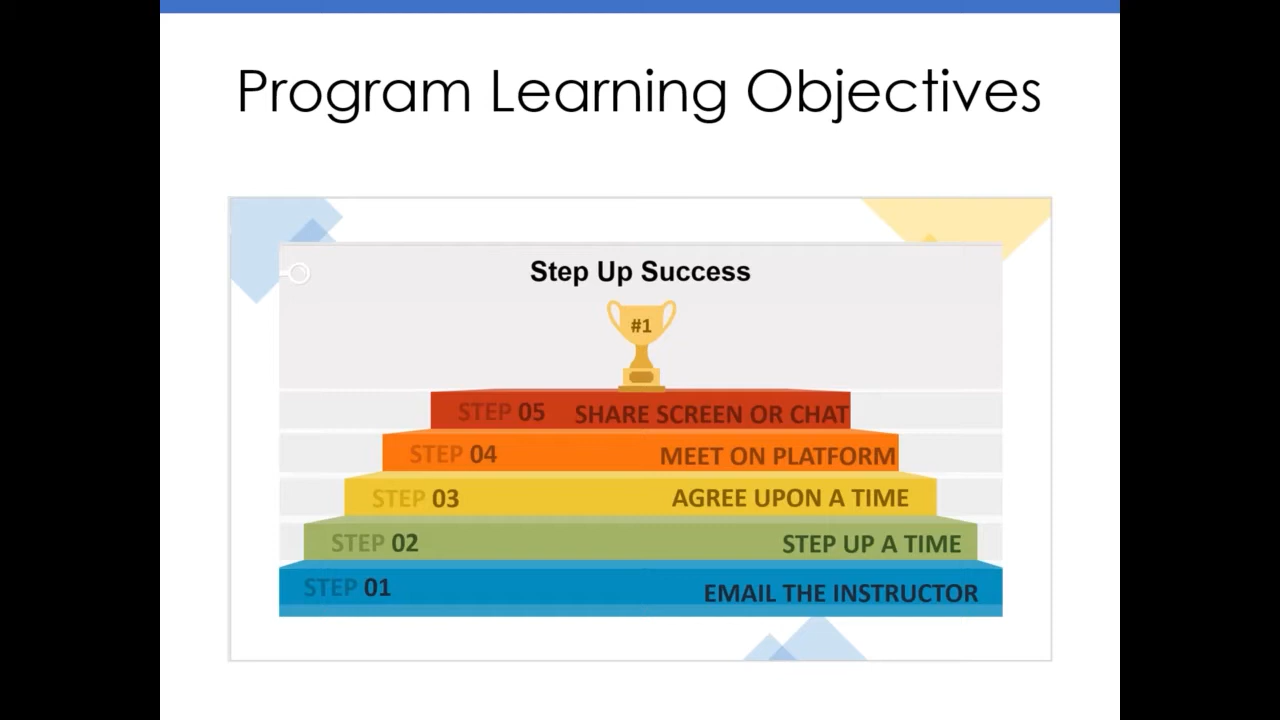 Program Learning Objectives
Step Up Success
#1
STEP 05 SHARE SCREEN OR CHAT
STEP 04 MEET ON PLATFORM
STEP 03 AGREE UPON A TIME
STEP 02 STEP UP A TIME
STEP 01 EMAIL THE INSTRUCTOR